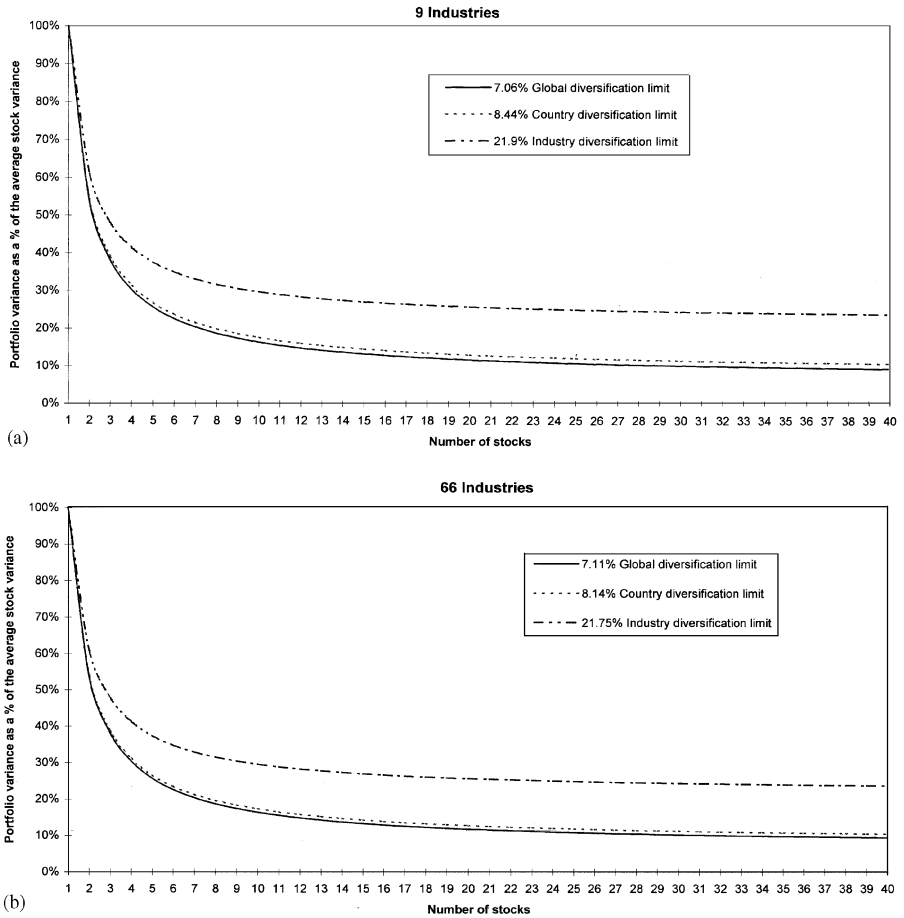 9 Industries
100%
90%
80%
70%
60%
50%
40%
30%
20%
10%
0%
Portfolio variance as a % of the average stock variance
7.06% Global diversification limit
8.44% Country diversification limit
21.9% Industry diversification limit
1 2 3 4 5 6 7 8 9 10 11 12 13 14 15 16 17 18 19 20 21 22 23 24 25 26 27 28 29 30 31 32 33 34 35 36 37 38 39 40
Number of stocks
(a)
66 Industries
100%
90%
80%
70%
60%
50%
40%
30%
20%
10%
0%
Portfolio variance as a % of the average stock variance
7.11% Global diversification limit
8.14% Country diversification limit
21.75% Industry diversification limit
1 2 3 4 5 6 7 8 9 10 11 12 13 14 15 16 17 18 19 20 21 22 23 24 25 26 27 28 29 30 31 32 33 34 35 36 37 38 39 40
Number of stocks
(b)